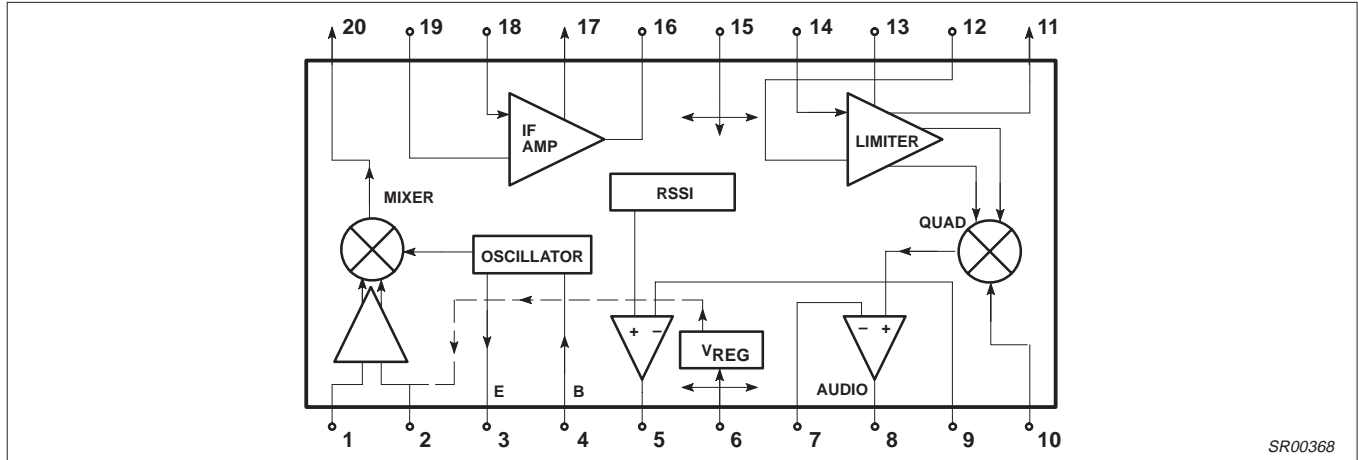 20 19 18 17 16 15 14 13 12 11
IF
AMP
LIMITER
RSSI
MIXER
QUAD
OSCILLATOR
+ −
VREG
− +
E B
AUDIO
1 2 3 4 5 6 7 8 9 10
SR00368